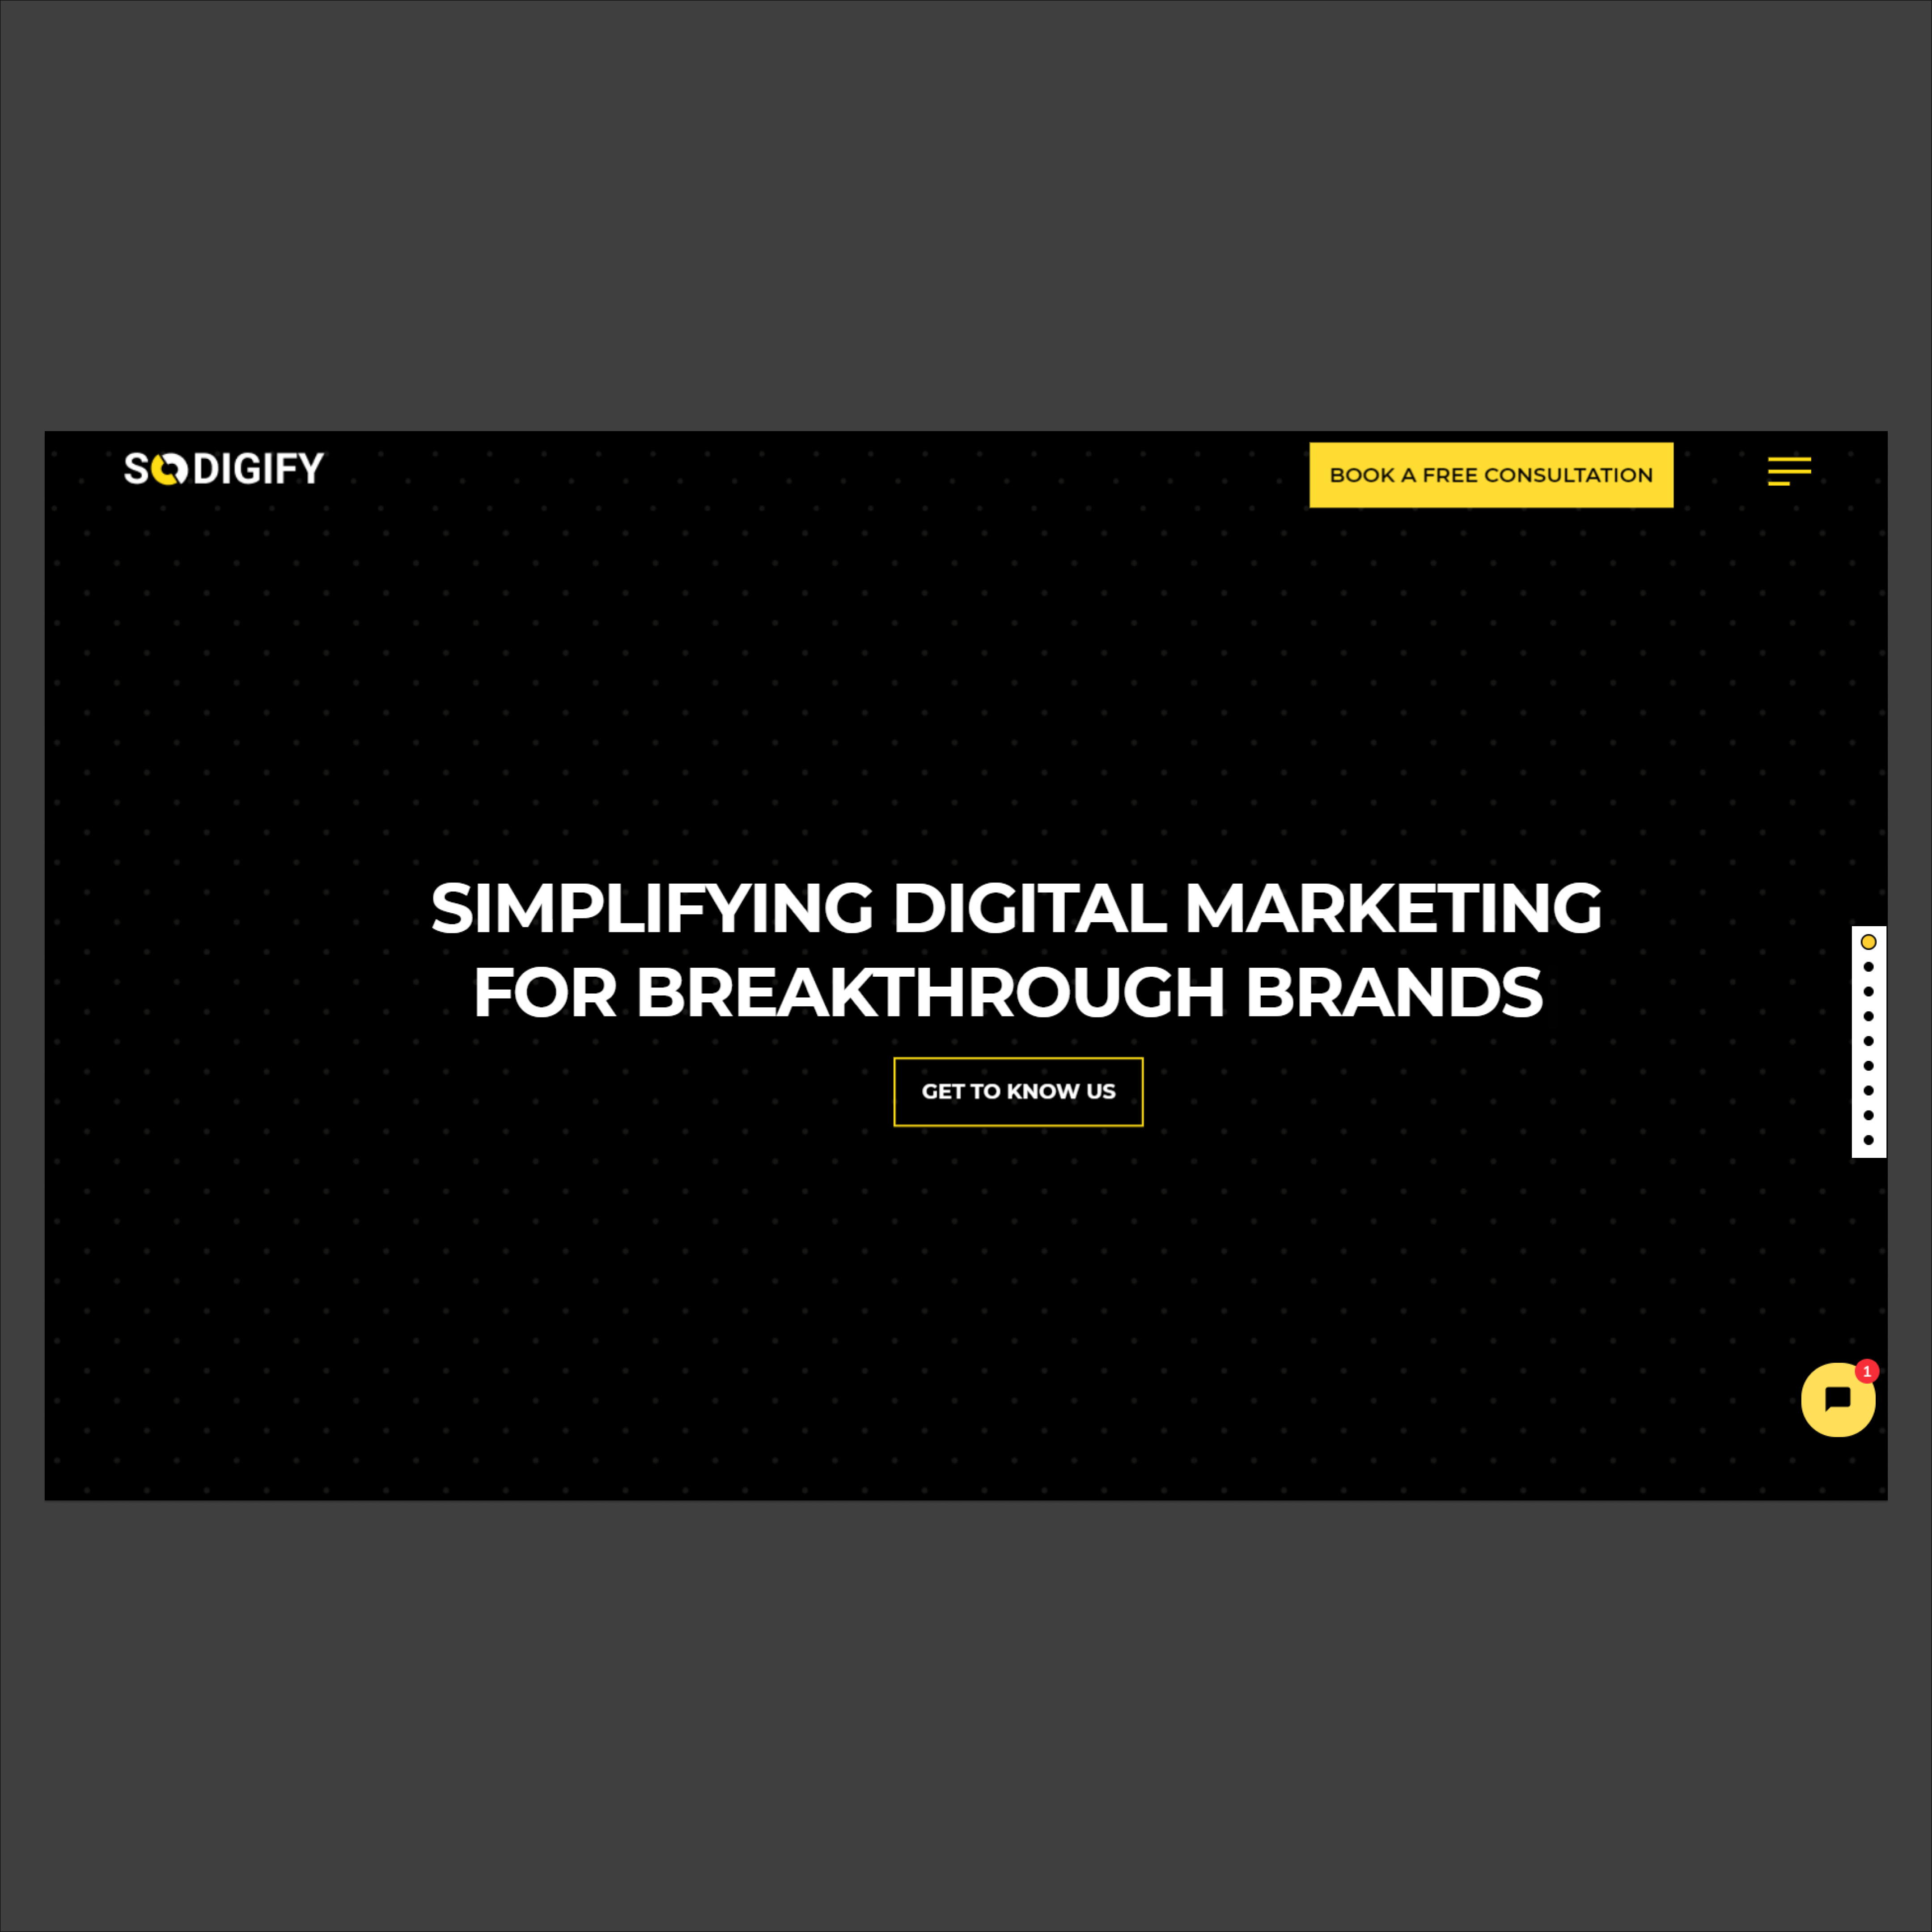 SODIGIFY
BOOK A FREE CONSULTATION
SIMPLIFYING DIGITAL MARKETING
FOR BREAKTHROUGH BRANDS
GET TO KNOW US
1